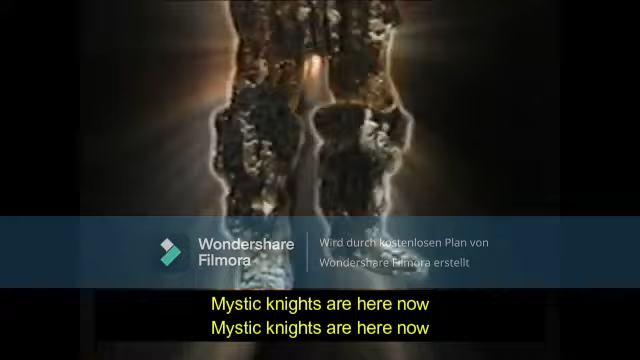 Wondershare
Filmora
Wird durch kostenlosen Plan von
Wondershare Filmora erstellt
Mystic knights are here now
Mystic knights are here now